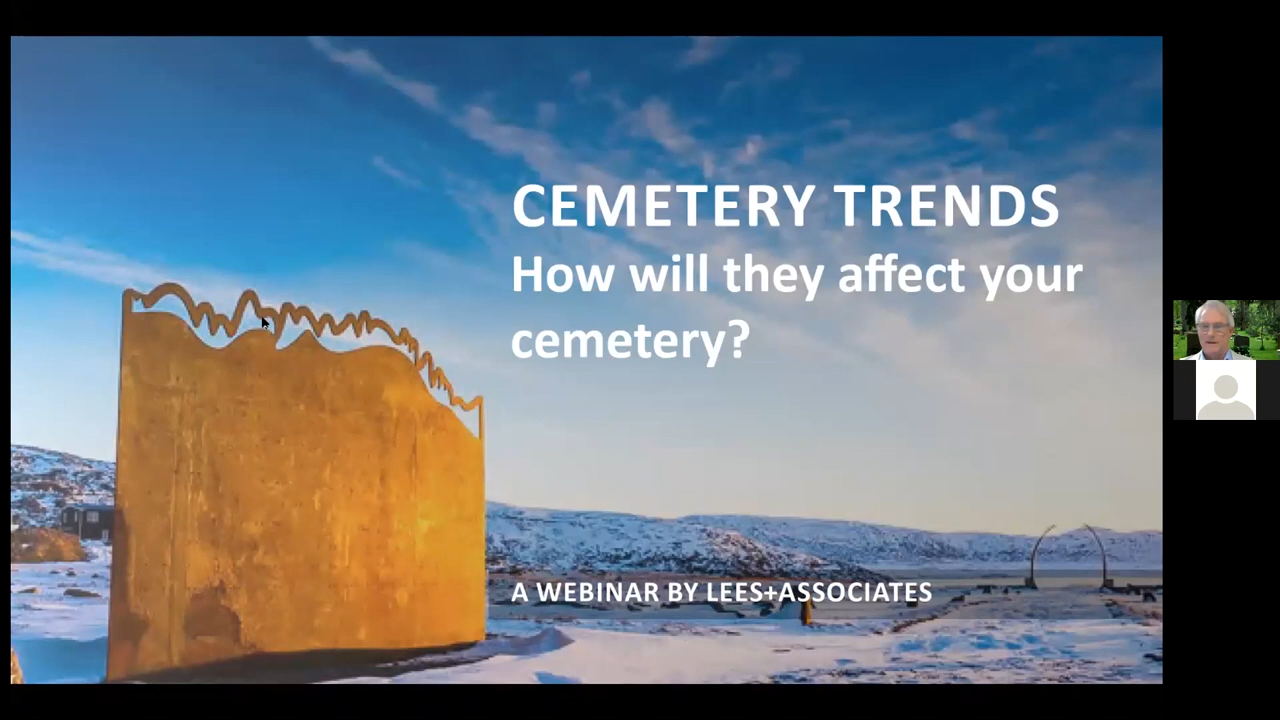 CEMETERY TRENDS
How will they affect your
cemetery?
A WEBINAR BY LEES+ASSOCIATES